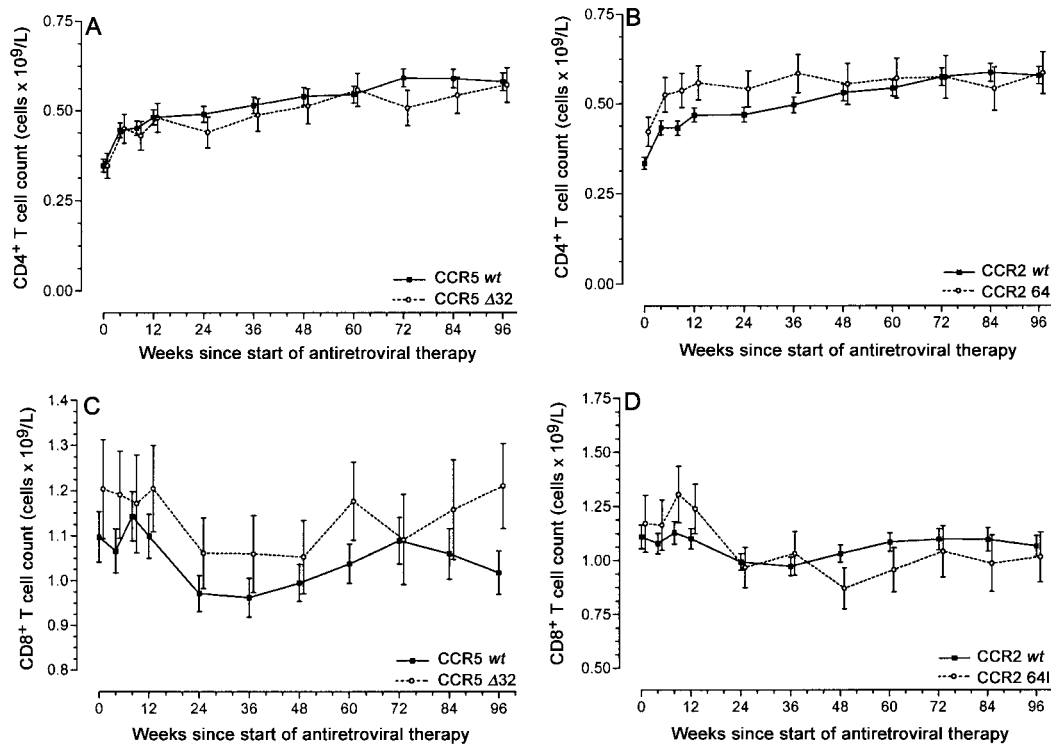 A
CD4+ T cell count (cells x 10^9/L)
0.75
0.50
0.25
0.00
CCR5 wt
CCR5 Δ32
0 12 24 36 48 60 72 84 96
Weeks since start of antiretroviral therapy
B
CD4+ T cell count (cells x 10^9/L)
0.75
0.50
0.25
0.00
CCR2 wt
CCR2 64
0 12 24 36 48 60 72 84 96
Weeks since start of antiretroviral therapy
C
CD8+ T cell count (cells x 10^9/L)
1.4
1.3
1.2
1.1
1.0
0.9
0.8
CCR5 wt
CCR5 Δ32
0 12 24 36 48 60 72 84 96
Weeks since start of antiretroviral therapy
D
CD8+ T cell count (cells x 10^9/L)
1.75
1.50
1.25
1.00
0.75
0.50
CCR2 wt
CCR2 64I
0 12 24 36 48 60 72 84 96
Weeks since start of antiretroviral therapy